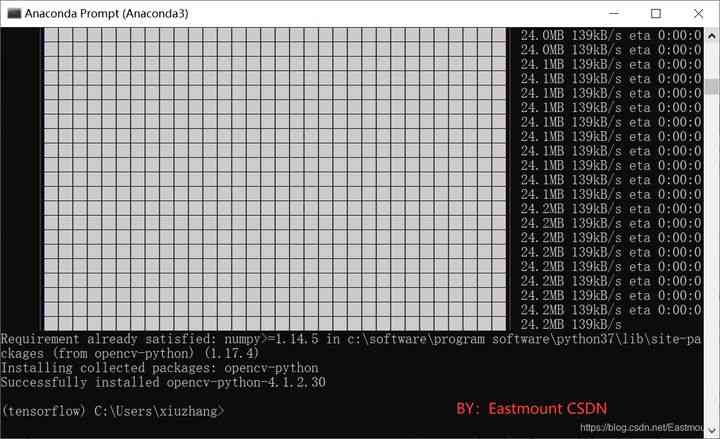 Anaconda Prompt (Anaconda3)
24.0MB 139kB/s eta 0:00:0
24.0MB 139kB/s eta 0:00:0
24.1MB 139kB/s eta 0:00:0
24.1MB 139kB/s eta 0:00:0
24.1MB 139kB/s eta 0:00:0
24.1MB 139kB/s eta 0:00:0
24.1MB 139kB/s eta 0:00:0
24.1MB 139kB/s eta 0:00:0
24.1MB 139kB/s eta 0:00:0
24.1MB 139kB/s eta 0:00:0
24.1MB 139kB/s eta 0:00:0
24.1MB 139kB/s eta 0:00:0
24.2MB 139kB/s eta 0:00:0
24.2MB 139kB/s eta 0:00:0
24.2MB 139kB/s eta 0:00:0
24.2MB 139kB/s eta 0:00:0
24.2MB 139kB/s eta 0:00:0
24.2MB 139kB/s eta 0:00:0
24.2MB 139kB/s eta 0:00:0
24.2MB 139kB/s eta 0:00:0
24.2MB 139kB/s
Requirement already satisfied: numpy>=1.14.5 in c:\software\program software\python37\lib\site-pa
ckages (from opencv-python) (1.17.4)
Installing collected packages: opencv-python
Successfully installed opencv-python-4.1.2.30
(tensorflow) C:\Users\xiuzhang>
BY：Eastmount CSDN
https://blog.csdn.net/Eastmou